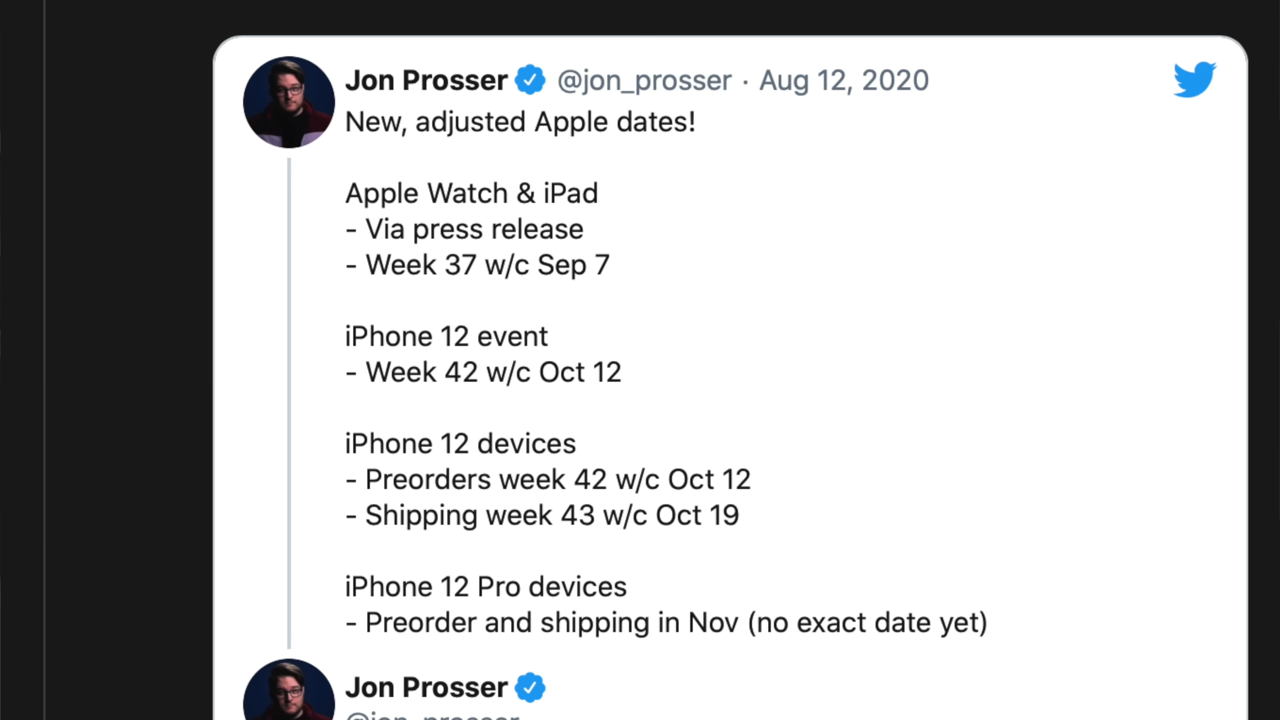 Jon Prosser @jon_prosser · Aug 12, 2020
New, adjusted Apple dates!
Apple Watch & iPad
- Via press release
- Week 37 w/c Sep 7
iPhone 12 event
- Week 42 w/c Oct 12
iPhone 12 devices
- Preorders week 42 w/c Oct 12
- Shipping week 43 w/c Oct 19
iPhone 12 Pro devices
- Preorder and shipping in Nov (no exact date yet)
Jon Prosser
@jon_prosser